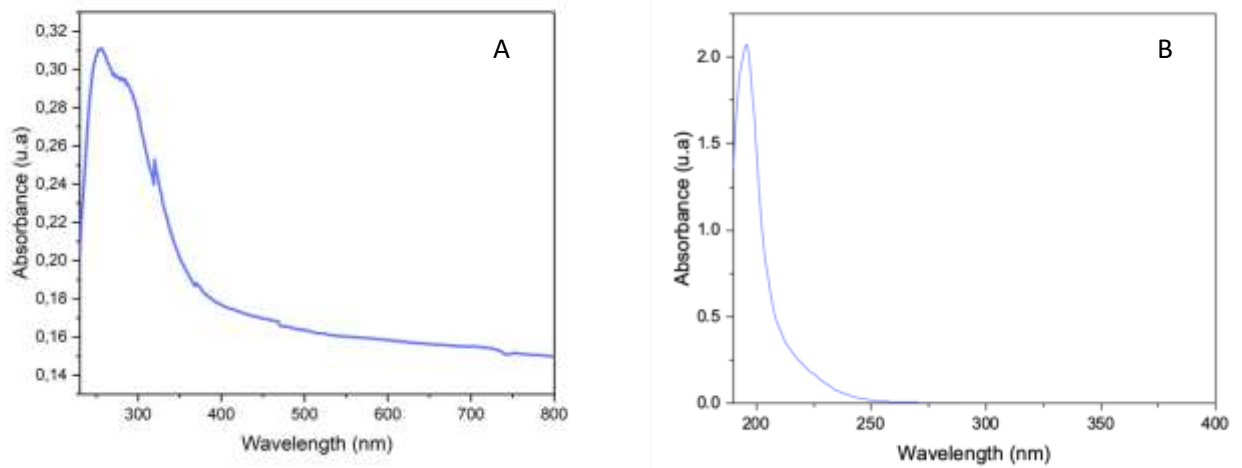 A
Absorbance (u.a)
0,32
0,30
0,28
0,26
0,24
0,22
0,20
0,18
0,16
0,14
300 400 500 600 700 800
Wavelength (nm)
B
Absorbance (u.a)
2.0
1.5
1.0
0.5
0.0
200 250 300 350 400
Wavelength (nm)